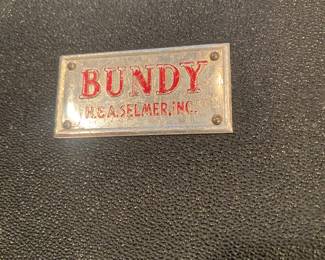 BUNDY
H. & A. SELMER, INC.